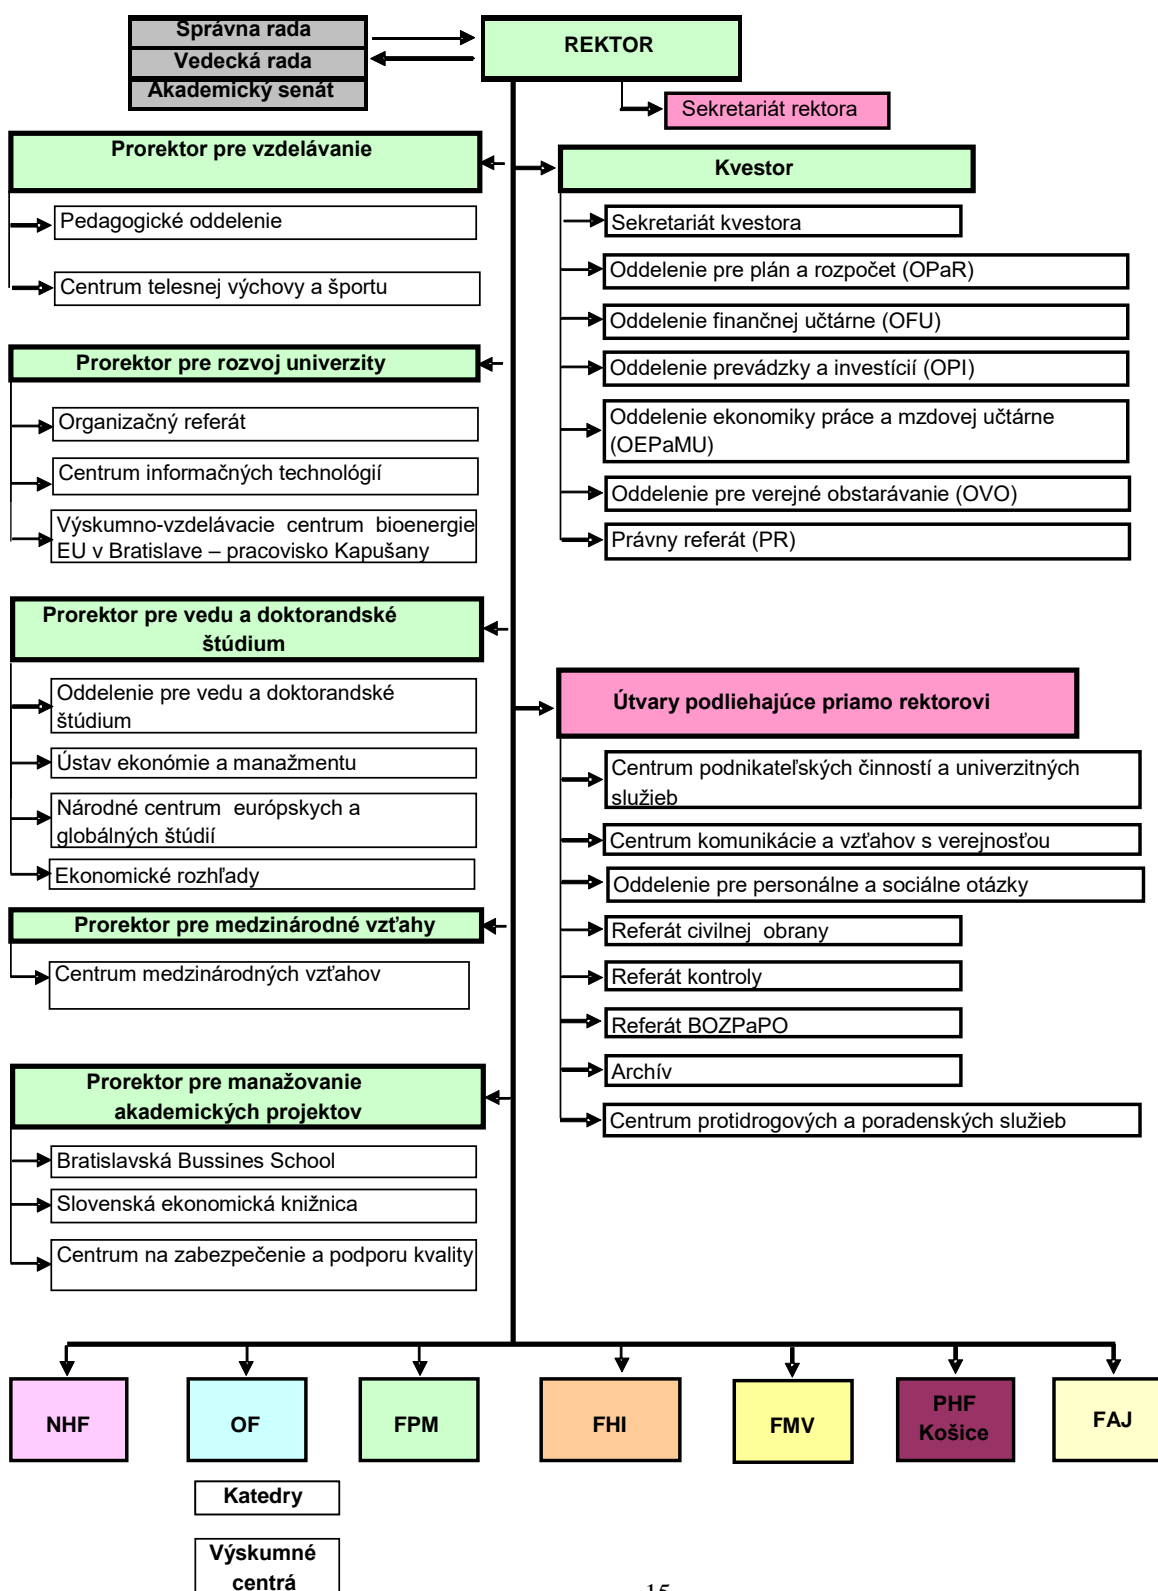 Správna rada
Vedecká rada
Akademický senát
REKTOR
Sekretariát rektora
Prorektor pre vzdelávanie
Pedagogické oddelenie
Centrum telesnej výchovy a športu
Prorektor pre rozvoj univerzity
Organizačný referát
Centrum informačných technológií
Výskumno-vzdelávacie centrum bioenergie
EU v Bratislave – pracovisko Kapušany
Prorektor pre vedu a doktorandské
štúdium
Oddelenie pre vedu a doktorandské
štúdium
Ústav ekonómie a manažmentu
Národné centrum európskych a
globálných štúdií
Ekonomické rozhľady
Prorektor pre medzinárodné vzťahy
Centrum medzinárodných vzťahov
Prorektor pre manažovanie
akademických projektov
Bratislavská Bussines School
Slovenská ekonomická knižnica
Centrum na zabezpečenie a podporu kvality
Kvestor
Sekretariát kvestora
Oddelenie pre plán a rozpočet (OPaR)
Oddelenie finančnej učtárne (OFU)
Oddelenie prevádzky a investícií (OPI)
Oddelenie ekonomiky práce a mzdovej učtárne
(OEPaMU)
Oddelenie pre verejné obstarávanie (OVO)
Právny referát (PR)
Útvary podliehajúce priamo rektorovi
Centrum podnikateľských činností a univerzitných
služieb
Centrum komunikácie a vzťahov s verejnosťou
Oddelenie pre personálne a sociálne otázky
Referát civilnej obrany
Referát kontroly
Referát BOZPaPO
Archív
Centrum protidrogových a poradenských služieb
NHF
OF
FPM
FHI
FMV
PHF
Košice
FAJ
Katedry
Výskumné
centrá
15